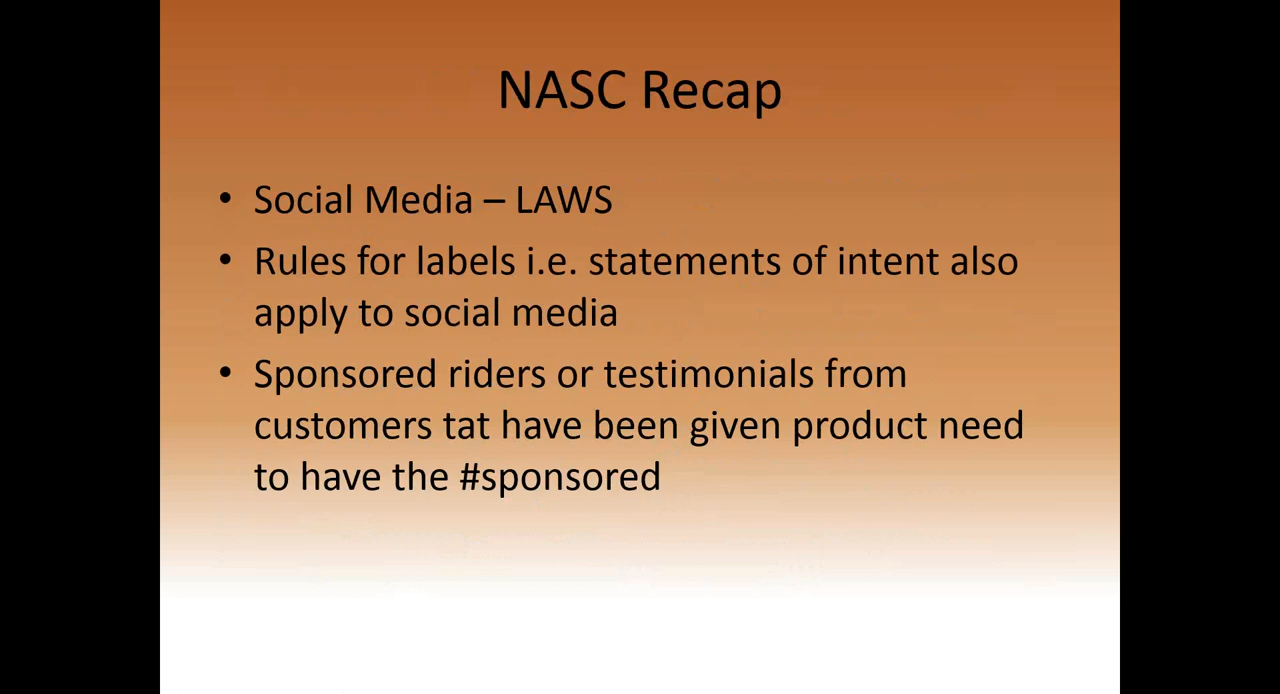 NASC Recap
• Social Media – LAWS
• Rules for labels i.e. statements of intent also
apply to social media
• Sponsored riders or testimonials from
customers tat have been given product need
to have the #sponsored